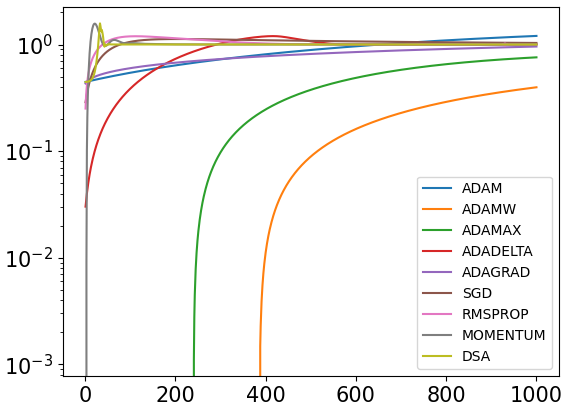 10⁰
10⁻¹
10⁻²
10⁻³
ADAM
ADAMW
ADAMAX
ADADELTA
ADAGRAD
SGD
RMSPROP
MOMENTUM
DSA
0 200 400 600 800 1000